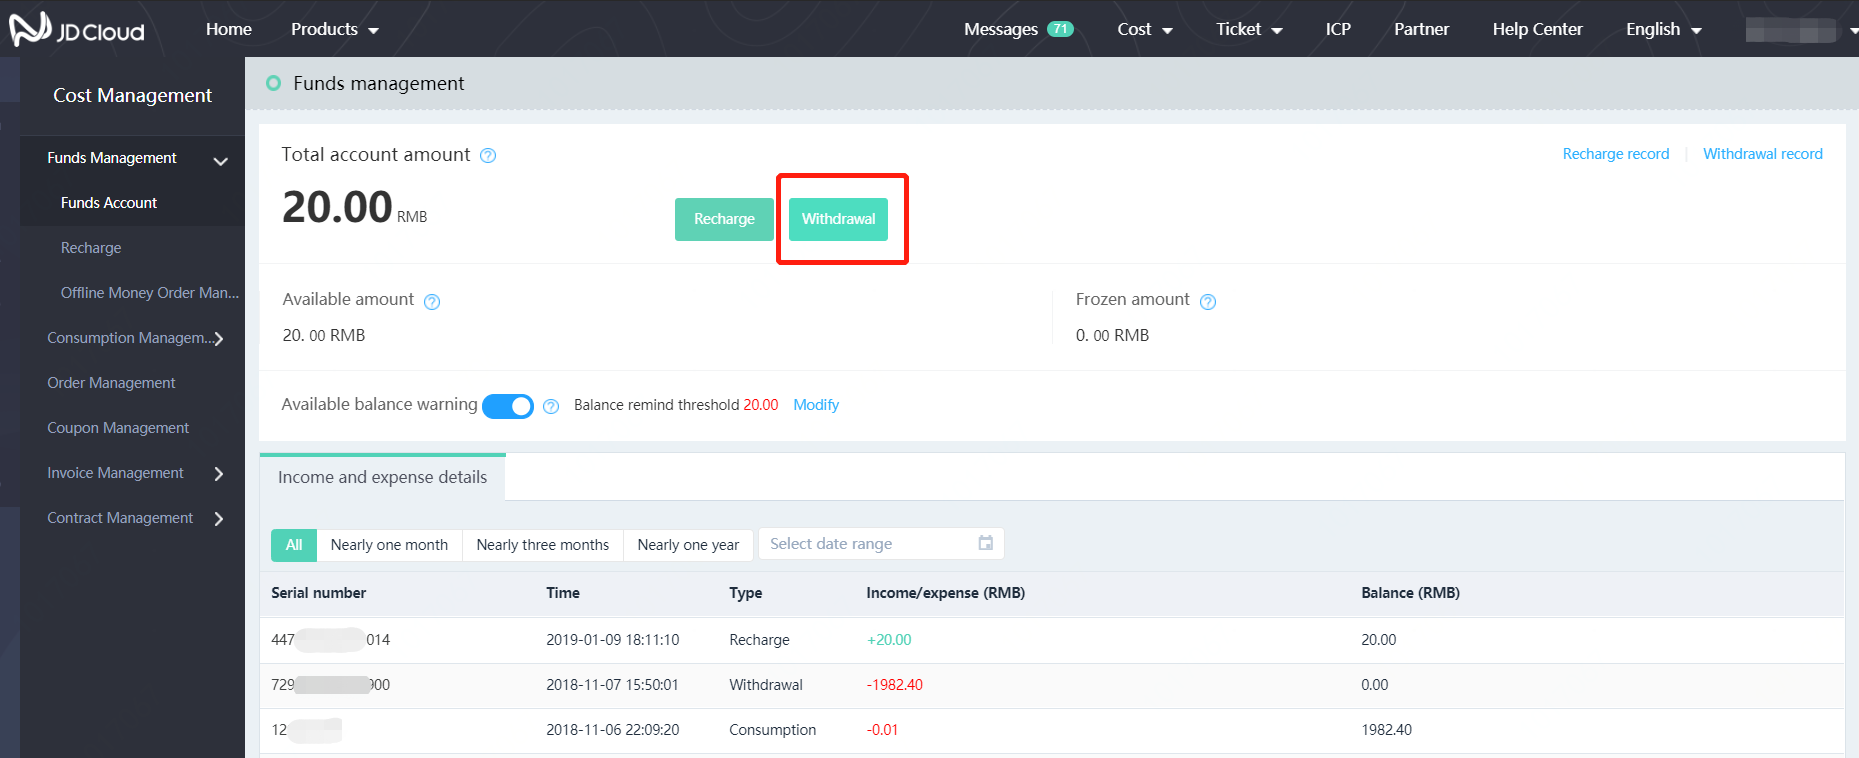 JD Cloud
Home Products Messages 71 Cost Ticket ICP Partner Help Center English
Cost Management
Funds Management
Funds Account
Recharge
Offline Money Order Man...
Consumption Managem...
Order Management
Coupon Management
Invoice Management
Contract Management
Funds management
Total account amount ?
Recharge record Withdrawal record
20.00 RMB
Recharge Withdrawal
Available amount ? Frozen amount ?
20. 00 RMB 0. 00 RMB
Available balance warning ? Balance remind threshold 20.00 Modify
Income and expense details
All Nearly one month Nearly three months Nearly one year Select date range
Serial number Time Type Income/expense (RMB) Balance (RMB)
447 014 2019-01-09 18:11:10 Recharge +20.00 20.00
729 900 2018-11-07 15:50:01 Withdrawal -1982.40 0.00
12 2018-11-06 22:09:20 Consumption -0.01 1982.40